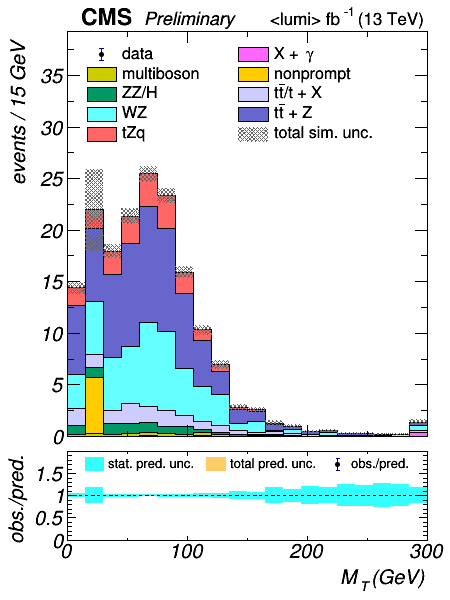 CMS Preliminary <lumi> fb⁻¹ (13 TeV)
events / 15 GeV
35
30
25
20
15
10
5
0
data
multiboson
ZZ/H
WZ
tZq
X + γ
nonprompt
tt̄/t + X
tt̄ + Z
total sim. unc.
obs./pred.
1.5
1
0.5
0
stat. pred. unc. total pred. unc. obs./pred.
0 100 200 300
M_T (GeV)